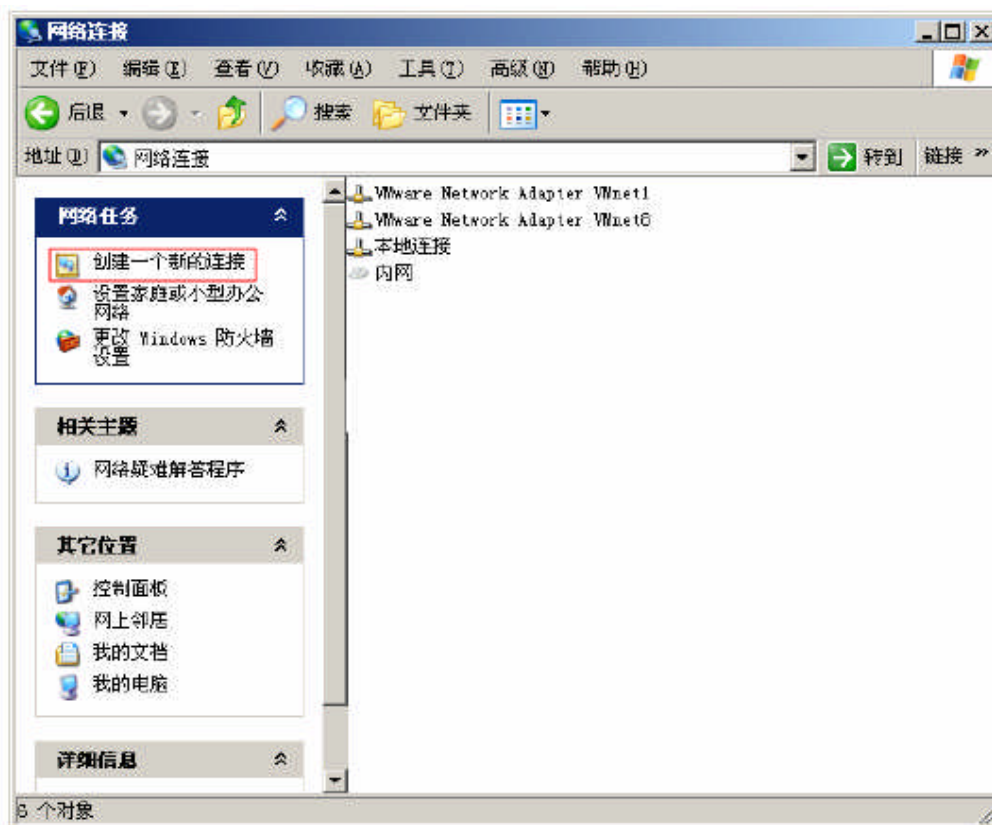 网络连接
文件(F) 编辑(E) 查看(V) 收藏(A) 工具(T) 高级(N) 帮助(H)
后退 搜索 文件夹
地址(D) 网络连接 转到 链接 »
网络任务
创建一个新的连接
设置家庭或小型办公
网络
更改 Windows 防火墙
设置
相关主题
网络疑难解答程序
其它位置
控制面板
网上邻居
我的文档
我的电脑
详细信息
VMware Network Adapter VMnet1
VMware Network Adapter VMnet8
本地连接
内网
个对象